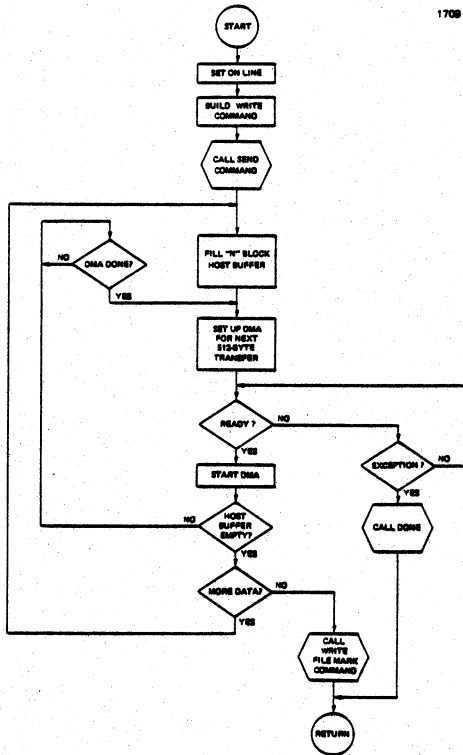 1709
START
SET ON LINE
BUILD WRITE
COMMAND
CALL SEND
COMMAND
FILL "N" BLOCK
HOST BUFFER
DMA DONE?
NO
YES
SET UP DMA
FOR NEXT
512-BYTE
TRANSFER
READY ?
NO
YES
EXCEPTION ?
NO
YES
START DMA
CALL DONE
HOST
BUFFER
EMPTY?
NO
YES
MORE DATA?
NO
YES
CALL
WRITE
FILE MARK
COMMAND
RETURN